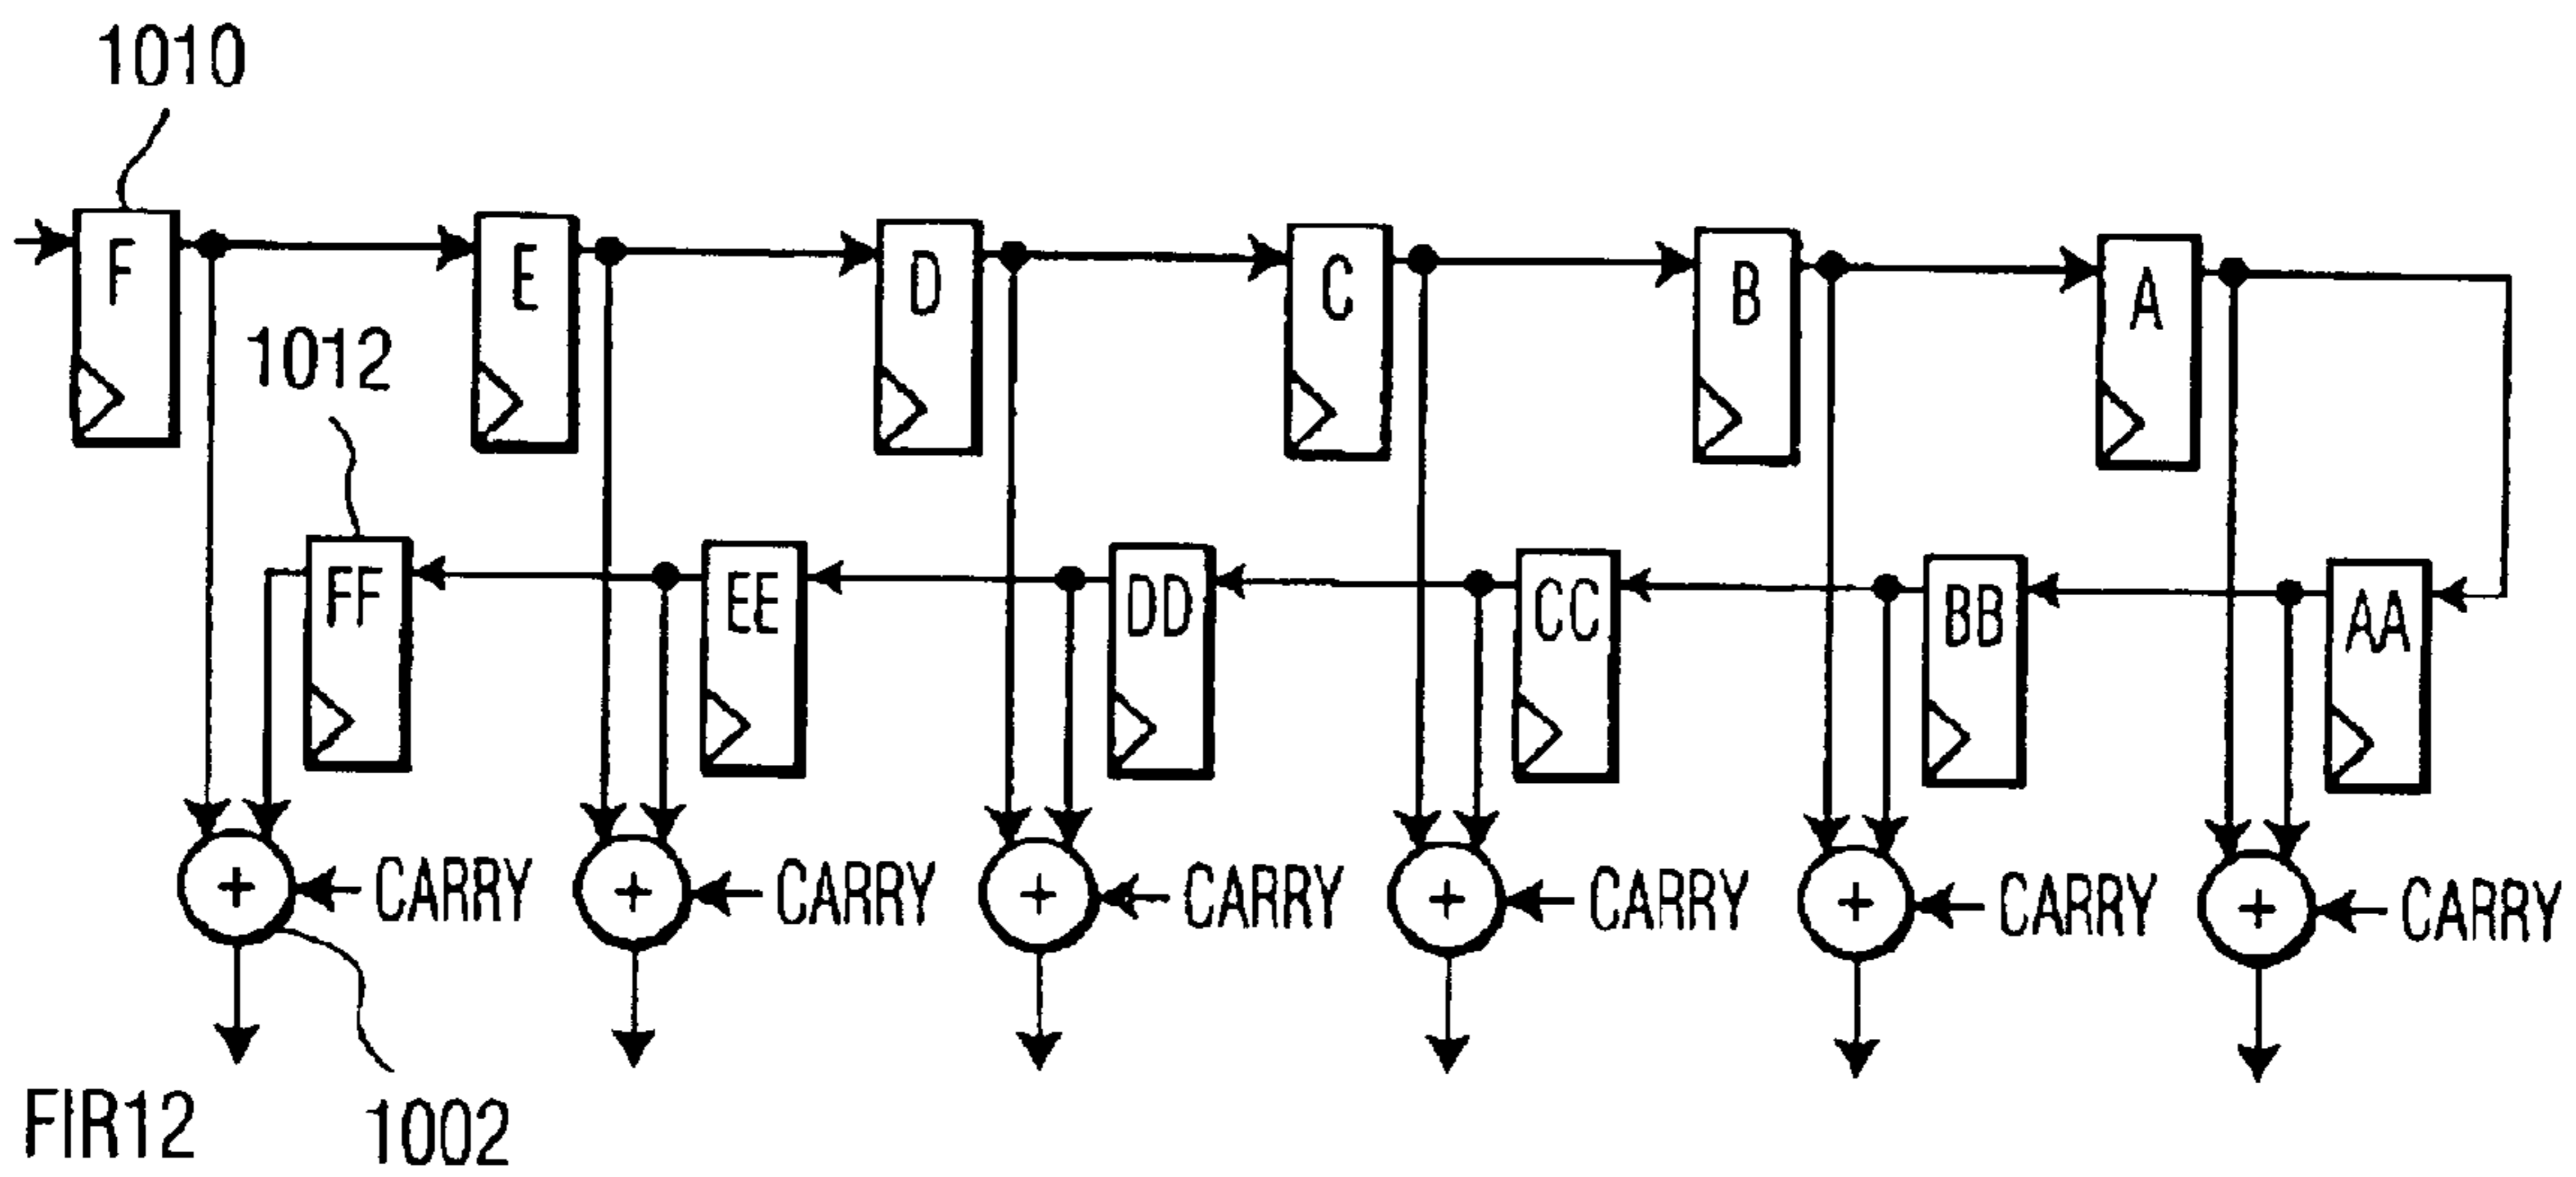 1010
F E D C B A
1012
FF EE DD CC BB AA
+ CARRY + CARRY + CARRY + CARRY + CARRY + CARRY
FIR12
1002